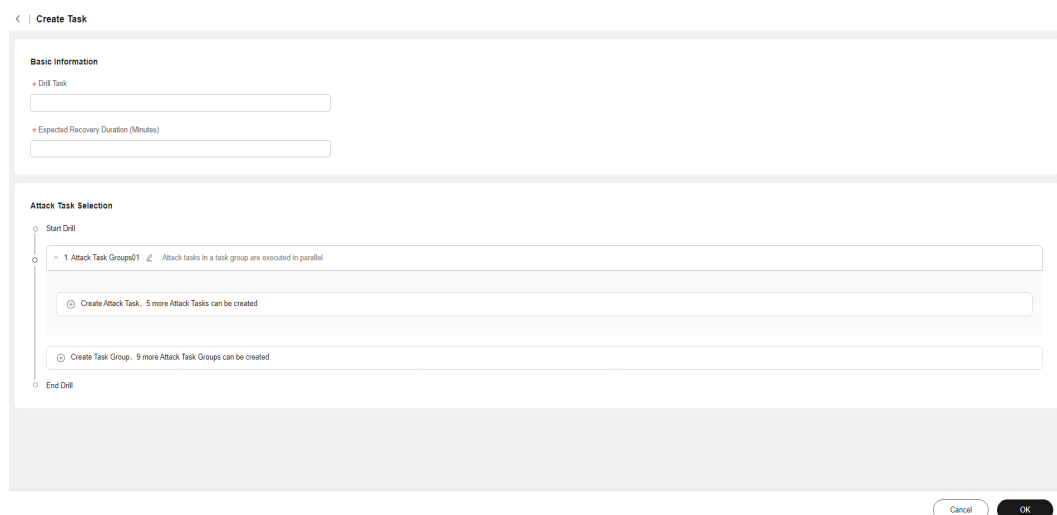 Create Task
Basic Information
* Drill Task
* Expected Recovery Duration (Minutes)
Attack Task Selection
Start Drill
1. Attack Task Groups01 Attack tasks in a task group are executed in parallel
Create Attack Task, 5 more Attack Tasks can be created
Create Task Group, 9 more Attack Task Groups can be created
End Drill
Cancel OK